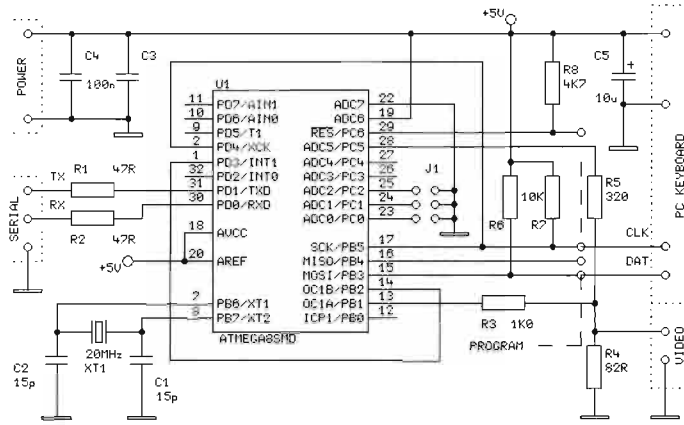 +5V
POWER
C4
100n
C3
R8
4K7
C5
+
10u
U1
11 PD7/AIN1 ADC7 22
10 PD6/AIN0 ADC6 19
9 PD5/T1 RES/PC6 29
2 PD4/XCK ADC5/PC5 28
1 PD3/INT1 ADC4/PC4 27
32 PD2/INT0 ADC3/PC3 26
31 PD1/TXD ADC2/PC2 25
30 PD0/RXD ADC1/PC1 24
ADC0/PC0 23
18 AVCC SCK/PB5 17
20 AREF MISO/PB4 16
MOSI/PB3 15
OC1B/PB2 14
7 PB6/XT1 OC1A/PB1 13
8 PB7/XT2 ICP1/PB0 12
ATMEGA8SMD
J1
SERIAL
TX
R1 47R
RX
R2 47R
+5V
20MHz
XT1
C2
15p
C1
15p
R6
10K
R7
R5
320
PC KEYBOARD
CLK
DAT
R3 1K0
PROGRAM
R4
82R
VIDEO